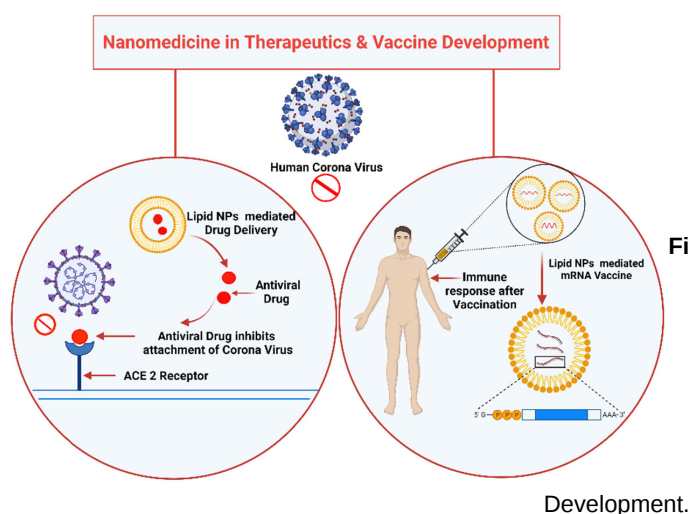 Nanomedicine in Therapeutics & Vaccine Development
Human Corona Virus
Lipid NPs mediated
Drug Delivery
Antiviral
Drug
Antiviral Drug inhibits
attachment of Corona Virus
ACE 2 Receptor
Immune
response after
Vaccination
Lipid NPs mediated
mRNA Vaccine
5' G
P P P
AAA-3'
Fi
Development.